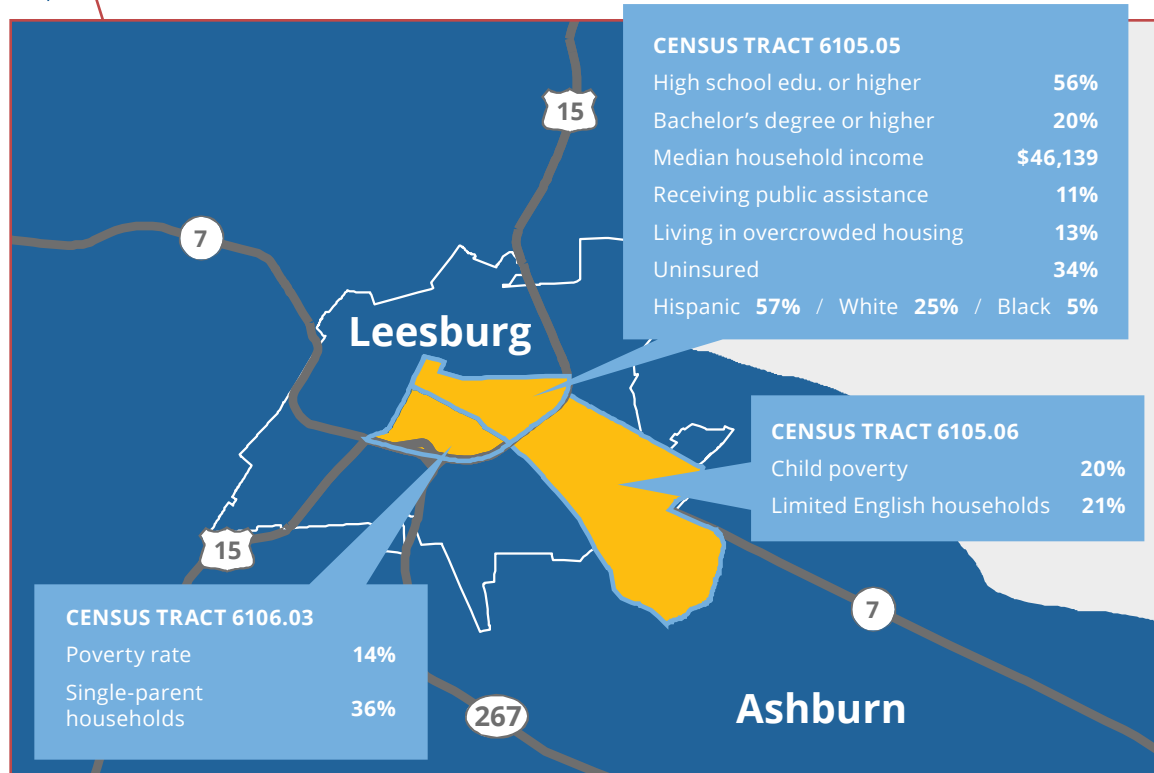 CENSUS TRACT 6105.05
High school edu. or higher 56%
Bachelor’s degree or higher 20%
Median household income $46,139
Receiving public assistance 11%
Living in overcrowded housing 13%
Uninsured 34%
Hispanic 57% / White 25% / Black 5%
15
7
Leesburg
CENSUS TRACT 6105.06
Child poverty 20%
Limited English households 21%
15
CENSUS TRACT 6106.03
Poverty rate 14%
Single-parent
households 36%
7
267
Ashburn